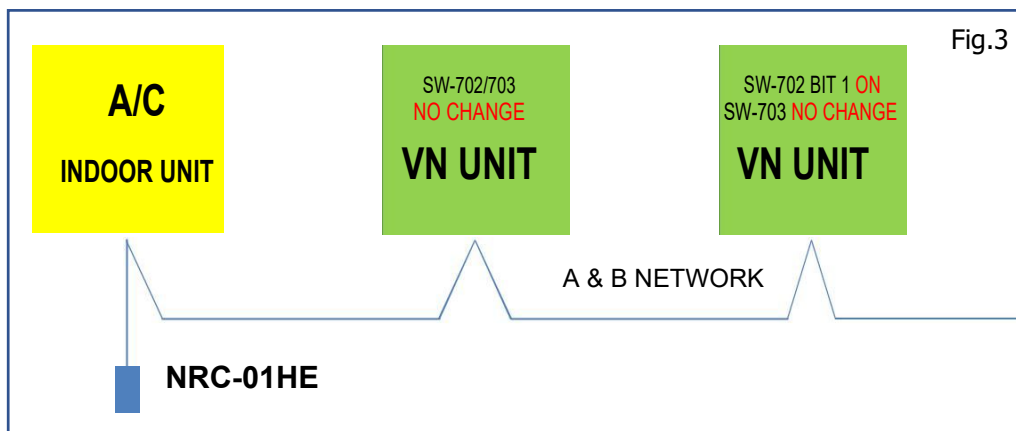 Fig.3
A/C
INDOOR UNIT
SW-702/703
NO CHANGE
VN UNIT
SW-702 BIT 1 ON
SW-703 NO CHANGE
VN UNIT
A & B NETWORK
NRC-01HE